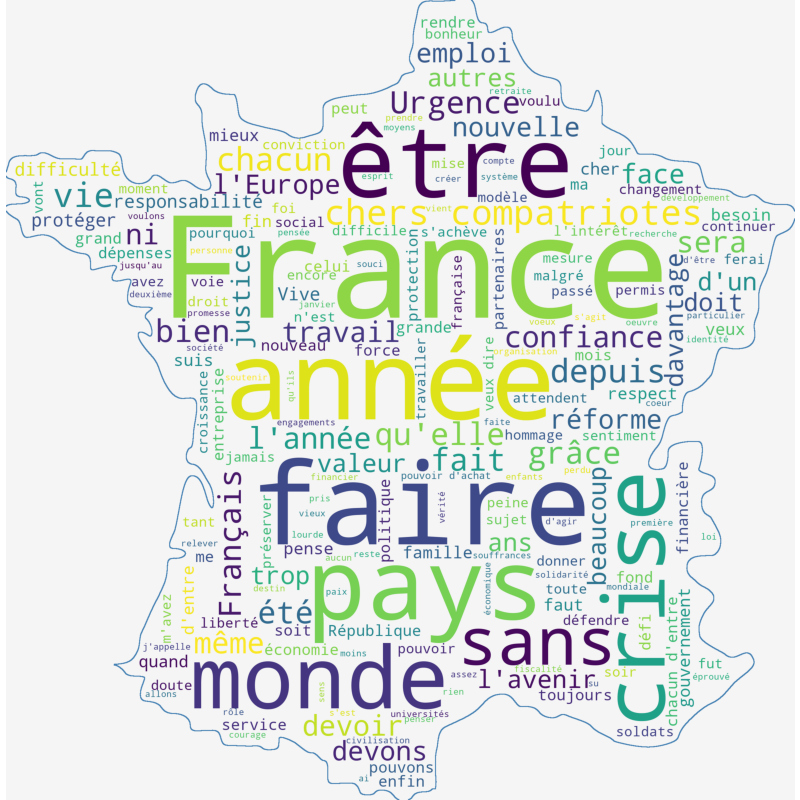 rendre
bonheur
emploi
autres
retraite
Urgence
voulu
peut
prendre
moyens
nouvelle
mieux
conviction
être
jour
chacun
mise
compte
cher
face
difficulté
esprit
créer
système
ma
vie
moment
vont
responsabilité
l'Europe
modèle
changement
développement
protéger
voulons
fin
foi
social
chers compatriotes
vient
besoin
continuer
grand
ni
pourquoi
pensée
difficile
s'achève
l'intérêt
recherche
sera
dépenses
personne
France
jusqu'au
avez
voie
justice
encore
celui
souci
protection
française
partenaires
mesure
malgré
d'être
ferai
deuxième
droit
Vive
janvier
passé
permis
davantage
d'un
promesse
n'est
grande
voeux
s'agit
oeuvre
doit
particulier
bien
travail
confiance
veux
société
nouveau
force
travailler
veux dire
organisation
mois
identité
suis
soutenir
qu'ils
année
depuis
respect
coeur
croissance
entreprise
attendent
engagements
faite
réforme
l'année
qu'elle
hommage
sentiment
ejamais
valeur
fait
grâce
perdu
financier
pouvoir d'achat
enfants
Français
préserver
faire
pris
vieux
politique
vérité
peine
sujet
d'agir
beaucoup
crise
financière
première
loi
tant
relever
lourde
ans
me
pense
aucun
reste
famille
souffrances
donner
trop
destin
paix
pays
économique
solidarité
toute
fond
mondiale
m'avez
d'entre
été
faut
liberté
soit
République
défendre
défi
gouvernement
chacun d'entre
j'appelle
même
économie
moins
pouvoir
sans
quand
monde
assez
fiscalité
soir
fut
éprouvé
doute
l'avenir
su
allons
sens
rien
toujours
rôle
service
devoir
s'est
universités
penser
soldats
courage
civilisation
devons
pouvons
ai
enfin